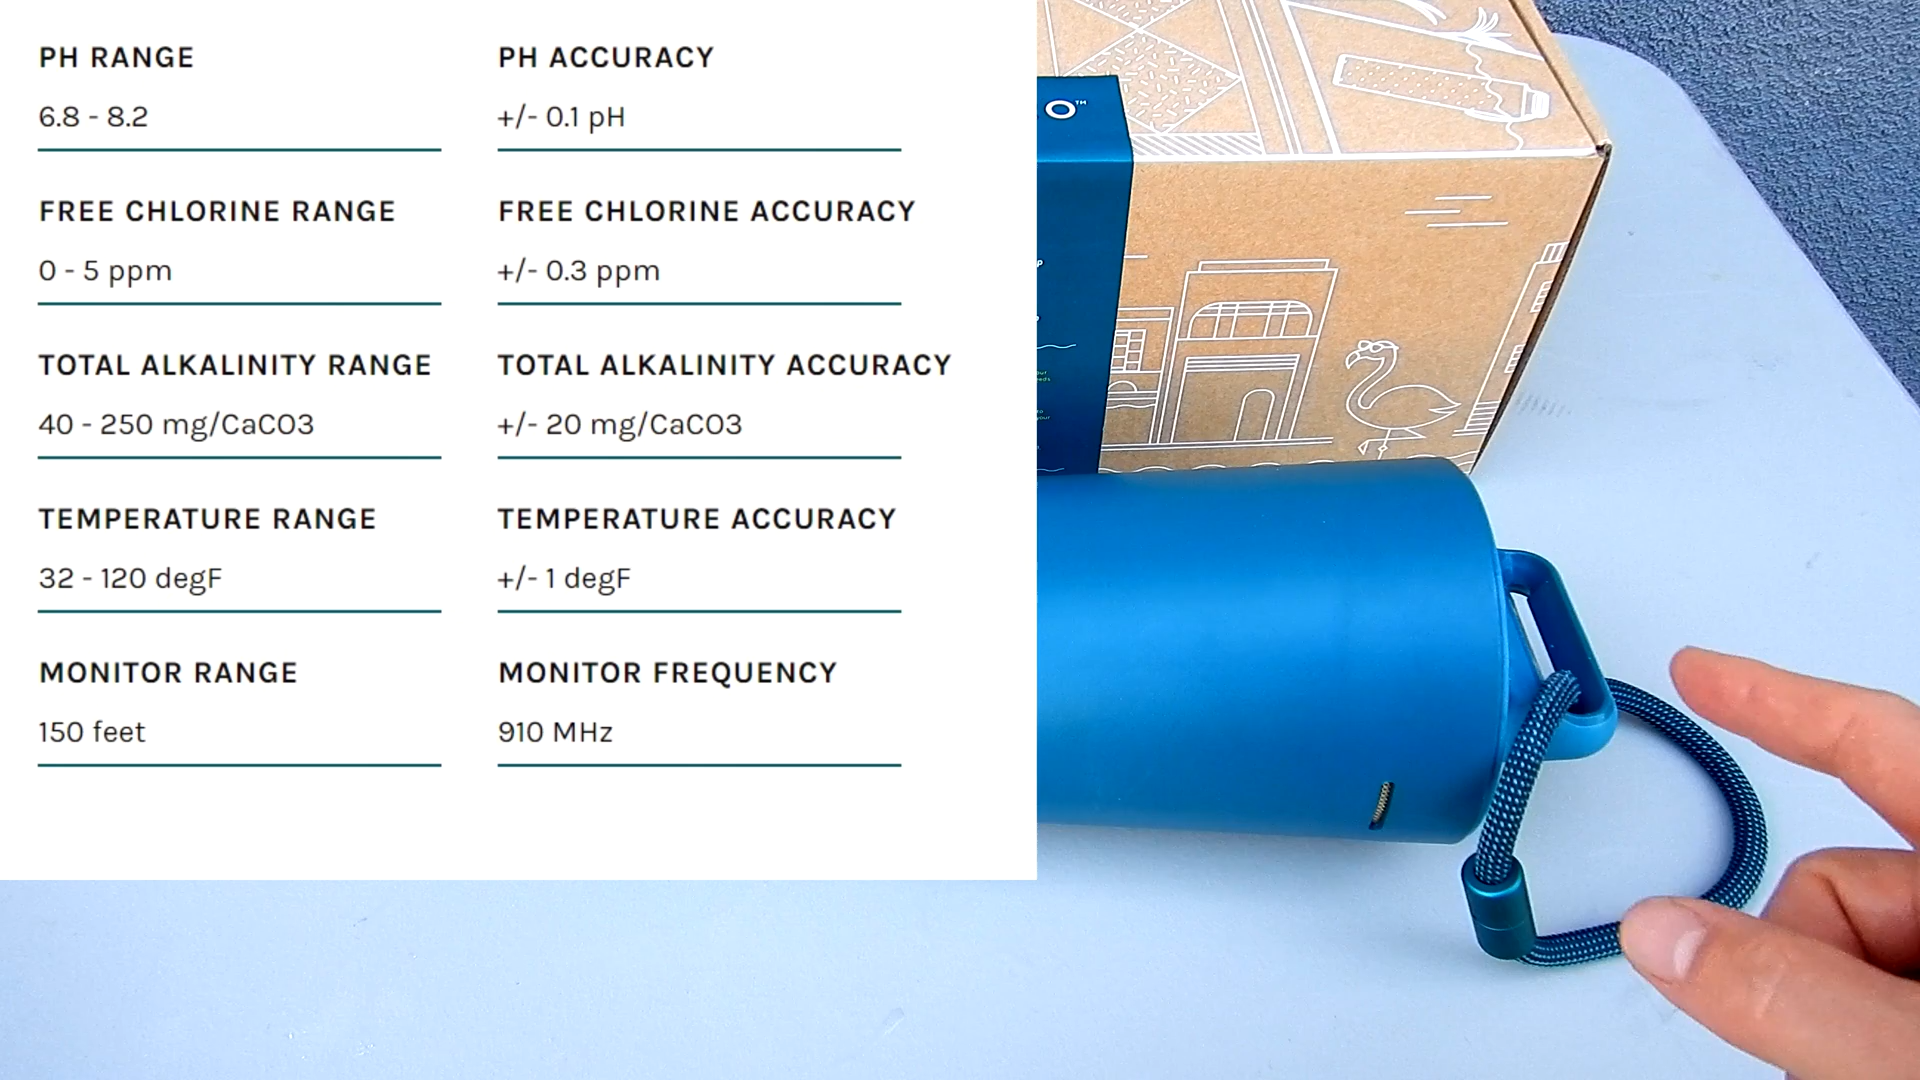 PH RANGE
PH ACCURACY
6.8 - 8.2
+/- 0.1 pH
FREE CHLORINE RANGE
FREE CHLORINE ACCURACY
0 - 5 ppm
+/- 0.3 ppm
TOTAL ALKALINITY RANGE
TOTAL ALKALINITY ACCURACY
40 - 250 mg/CaCO3
+/- 20 mg/CaCO3
TEMPERATURE RANGE
TEMPERATURE ACCURACY
32 - 120 degF
+/- 1 degF
MONITOR RANGE
MONITOR FREQUENCY
150 feet
910 MHz
O™